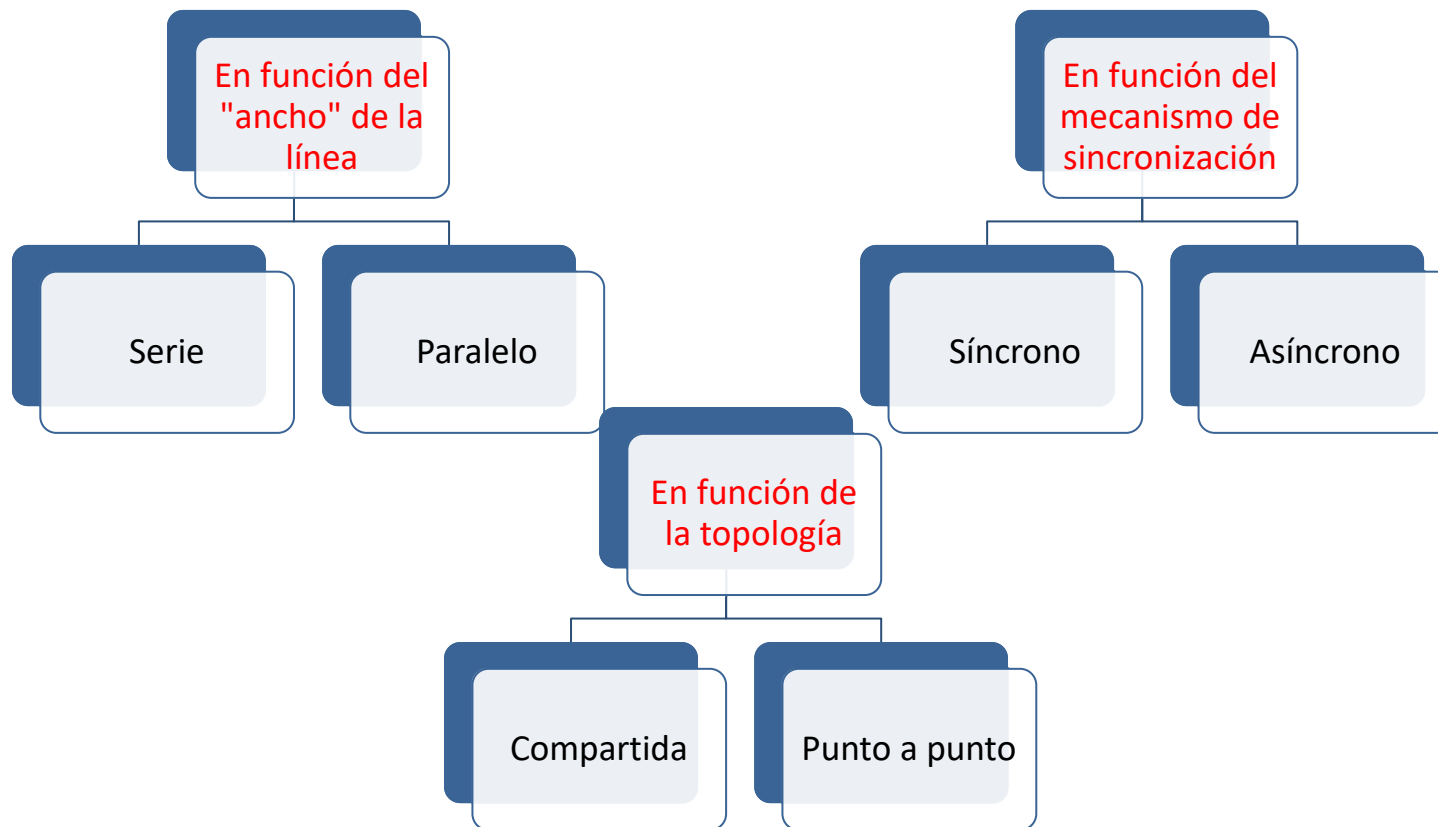 En función del
"ancho" de la
línea
Serie
Paralelo
En función del
mecanismo de
sincronización
Síncrono
Asíncrono
En función de
la topología
Compartida
Punto a punto